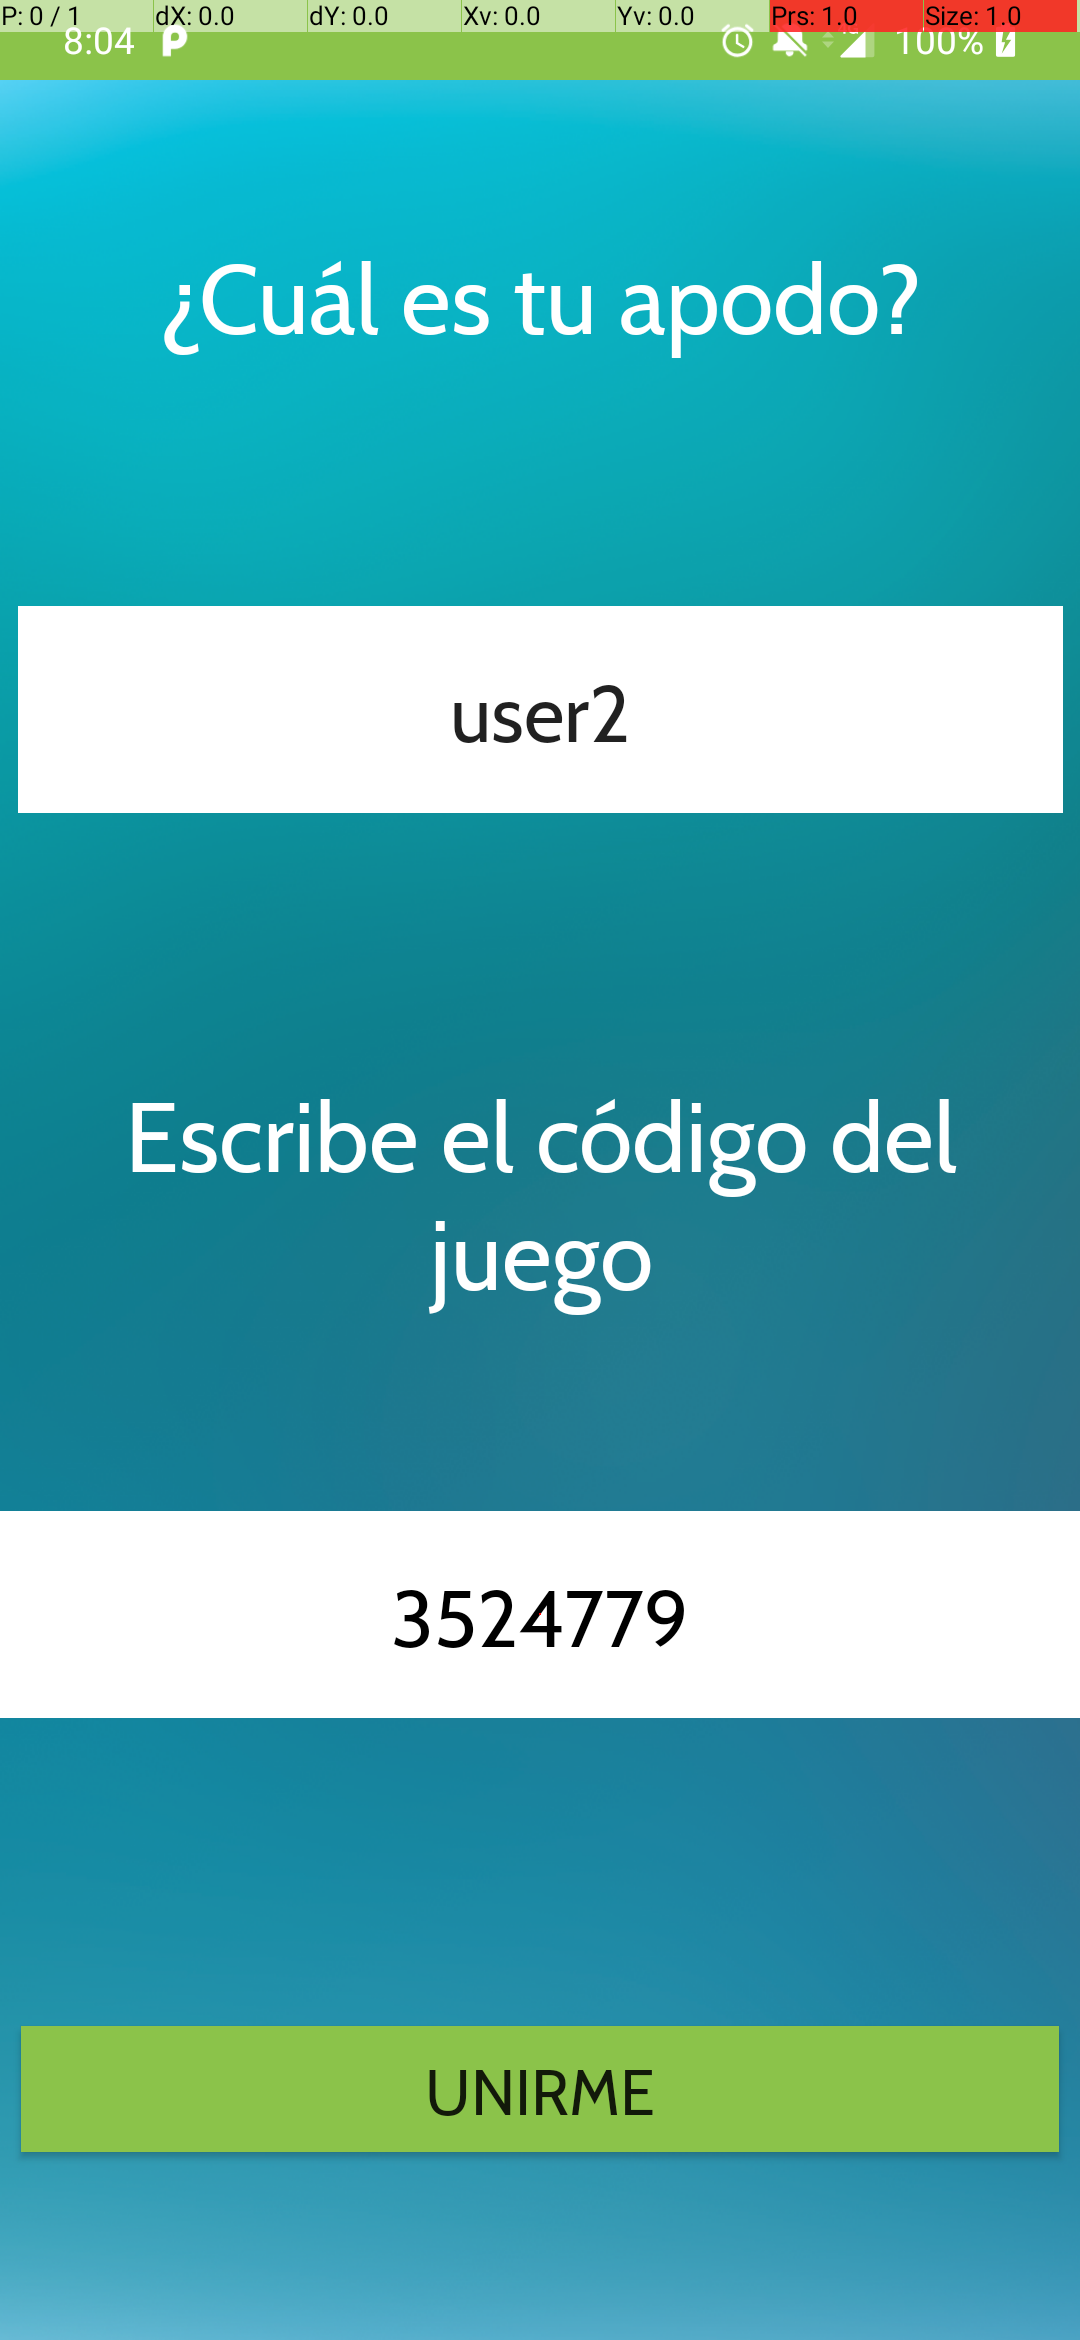 P: 0 / 1 dX: 0.0 dY: 0.0 Xv: 0.0 Yv: 0.0 Prs: 1.0 Size: 1.0
8:04 100%
¿Cuál es tu apodo?
user2
Escribe el código del
juego
3524779
UNIRME